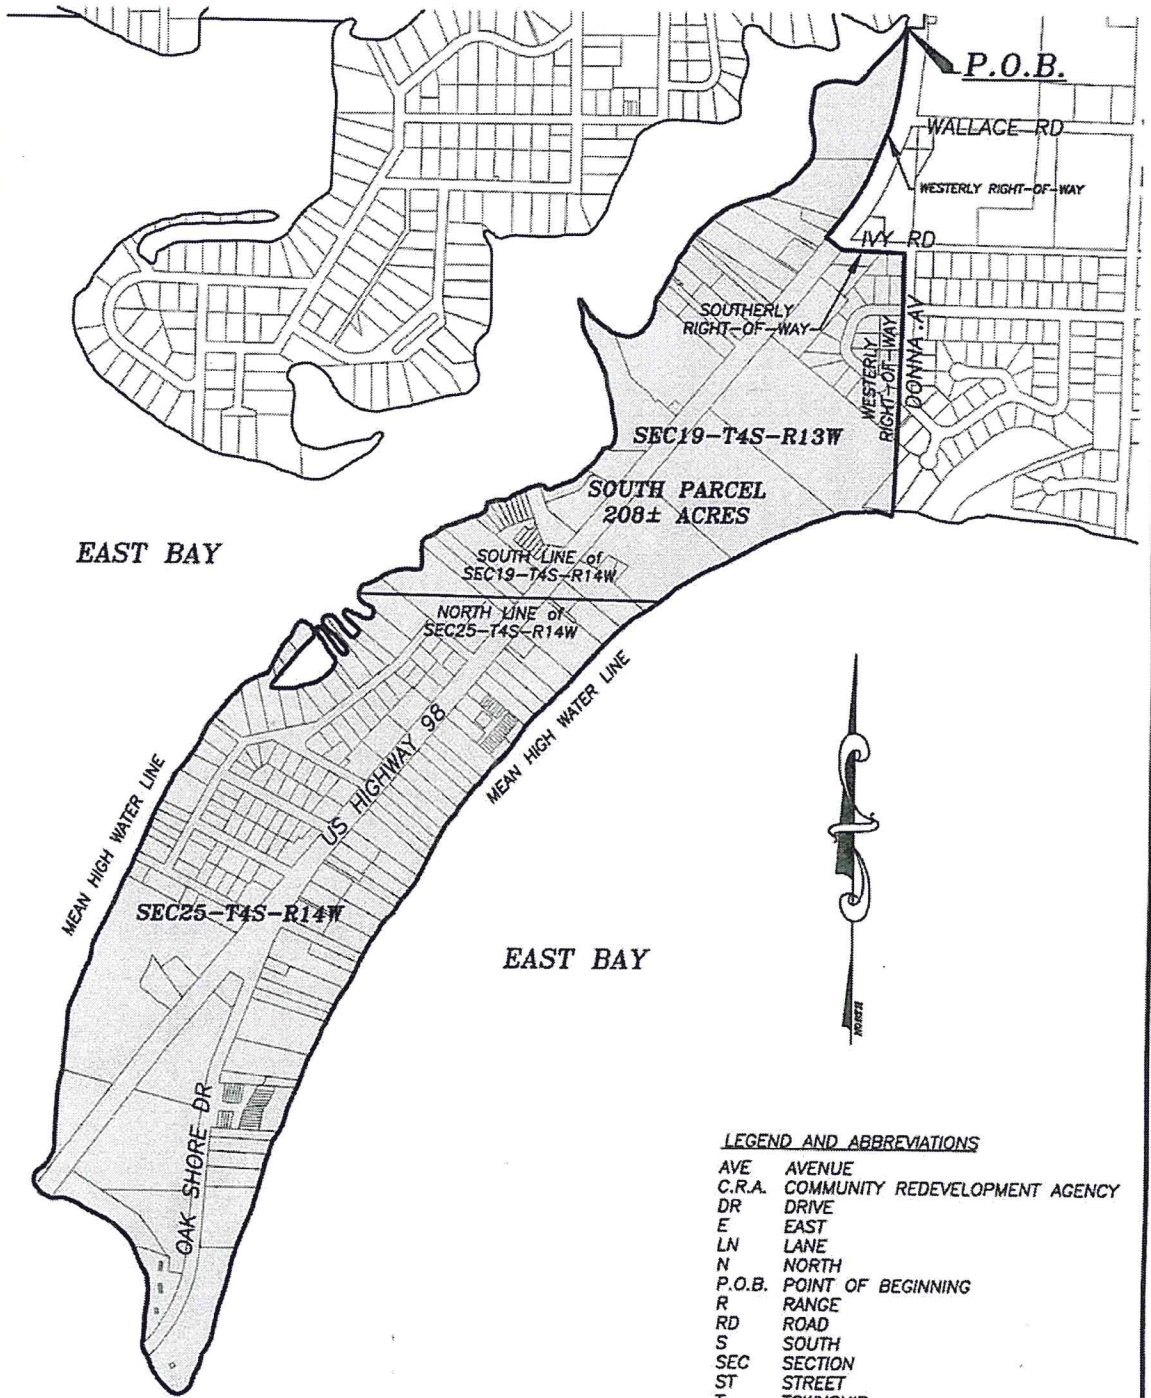 P.O.B.
WALLACE RD
WESTERLY RIGHT-OF-WAY
IVY RD
SOUTHERLY
RIGHT-OF-WAY
WESTERLY
RIGHT-OF-WAY
DONNA AV
SEC19-T4S-R13W
SOUTH PARCEL
208± ACRES
EAST BAY
SOUTH LINE of
SEC19-T4S-R14W
NORTH LINE of
SEC25-T4S-R14W
MEAN HIGH WATER LINE
US HIGHWAY 98
MEAN HIGH WATER LINE
SEC25-T4S-R14W
EAST BAY
NORTH
OAK SHORE DR
LEGEND AND ABBREVIATIONS
AVE AVENUE
C.R.A. COMMUNITY REDEVELOPMENT AGENCY
DR DRIVE
E EAST
LN LANE
N NORTH
P.O.B. POINT OF BEGINNING
R RANGE
RD ROAD
S SOUTH
SEC SECTION
ST STREET
T TOWNSHIP